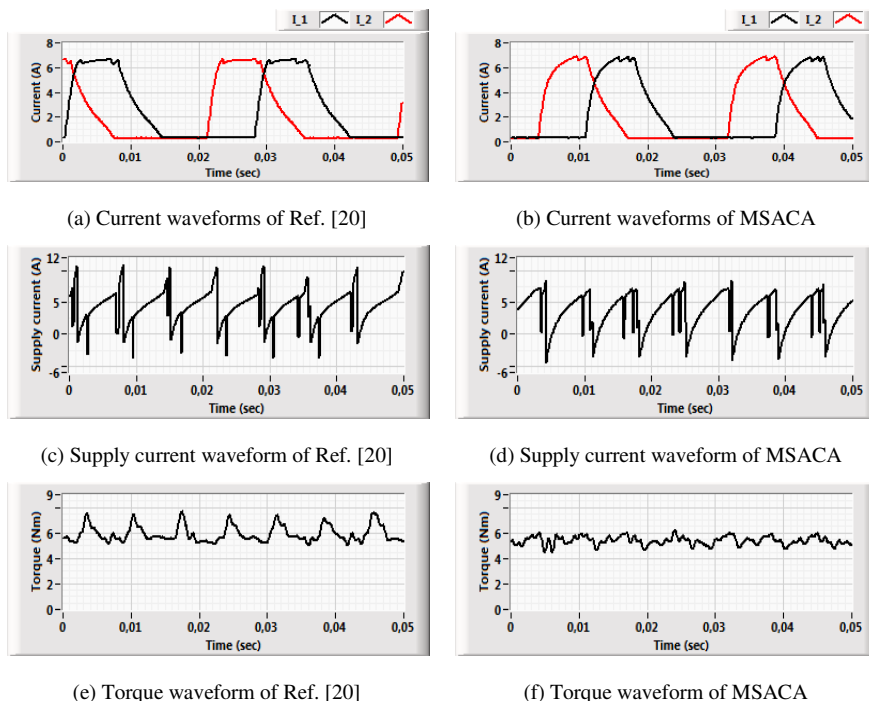 I_1 I_2
I_1 I_2
Current (A)
8
6
4
2
0
0 0,01 0,02 0,03 0,04 0,05
Time (sec)
Current (A)
8
6
4
2
0
0 0,01 0,02 0,03 0,04 0,05
Time (sec)
(a) Current waveforms of Ref. [20]
(b) Current waveforms of MSACA
Supply current (A)
12
5
0
-6
0 0,01 0,02 0,03 0,04 0,05
Time (sec)
Supply current (A)
12
5
0
-6
0 0,01 0,02 0,03 0,04 0,05
Time (sec)
(c) Supply current waveform of Ref. [20]
(d) Supply current waveform of MSACA
Torque (Nm)
9
6
4
2
0
0 0,01 0,02 0,03 0,04 0,05
Time (sec)
Torque (Nm)
9
6
4
2
0
0 0,01 0,02 0,03 0,04 0,05
Time (sec)
(e) Torque waveform of Ref. [20]
(f) Torque waveform of MSACA